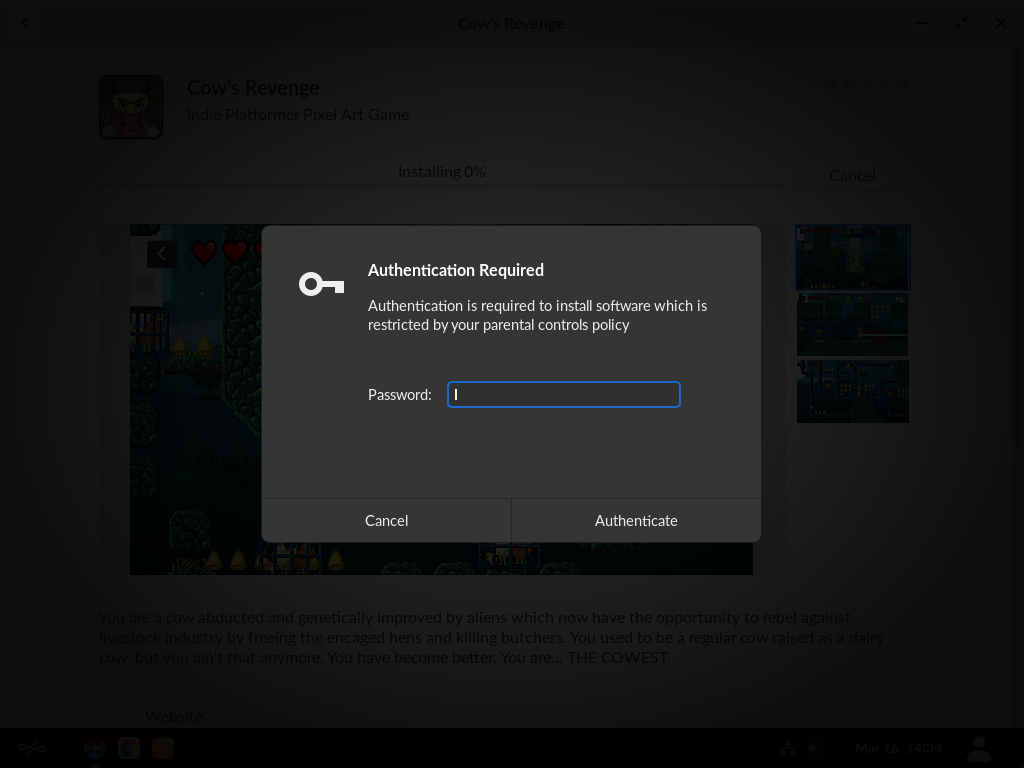 Cow's Revenge
Cow's Revenge
Indie Platformer Pixel Art Game
Installing 0%
Cancel
Authentication Required
Authentication is required to install software which is
restricted by your parental controls policy
Password:
Cancel
Authenticate
You are a cow abducted and genetically improved by aliens which now have the opportunity to rebel against
livestock industry by freeing the encaged hens and killing butchers. You used to be a regular cow raised as a dairy
cow, but you ain't that anymore. You have become better. You are... THE COWEST.
Website
Mar 16 14:34